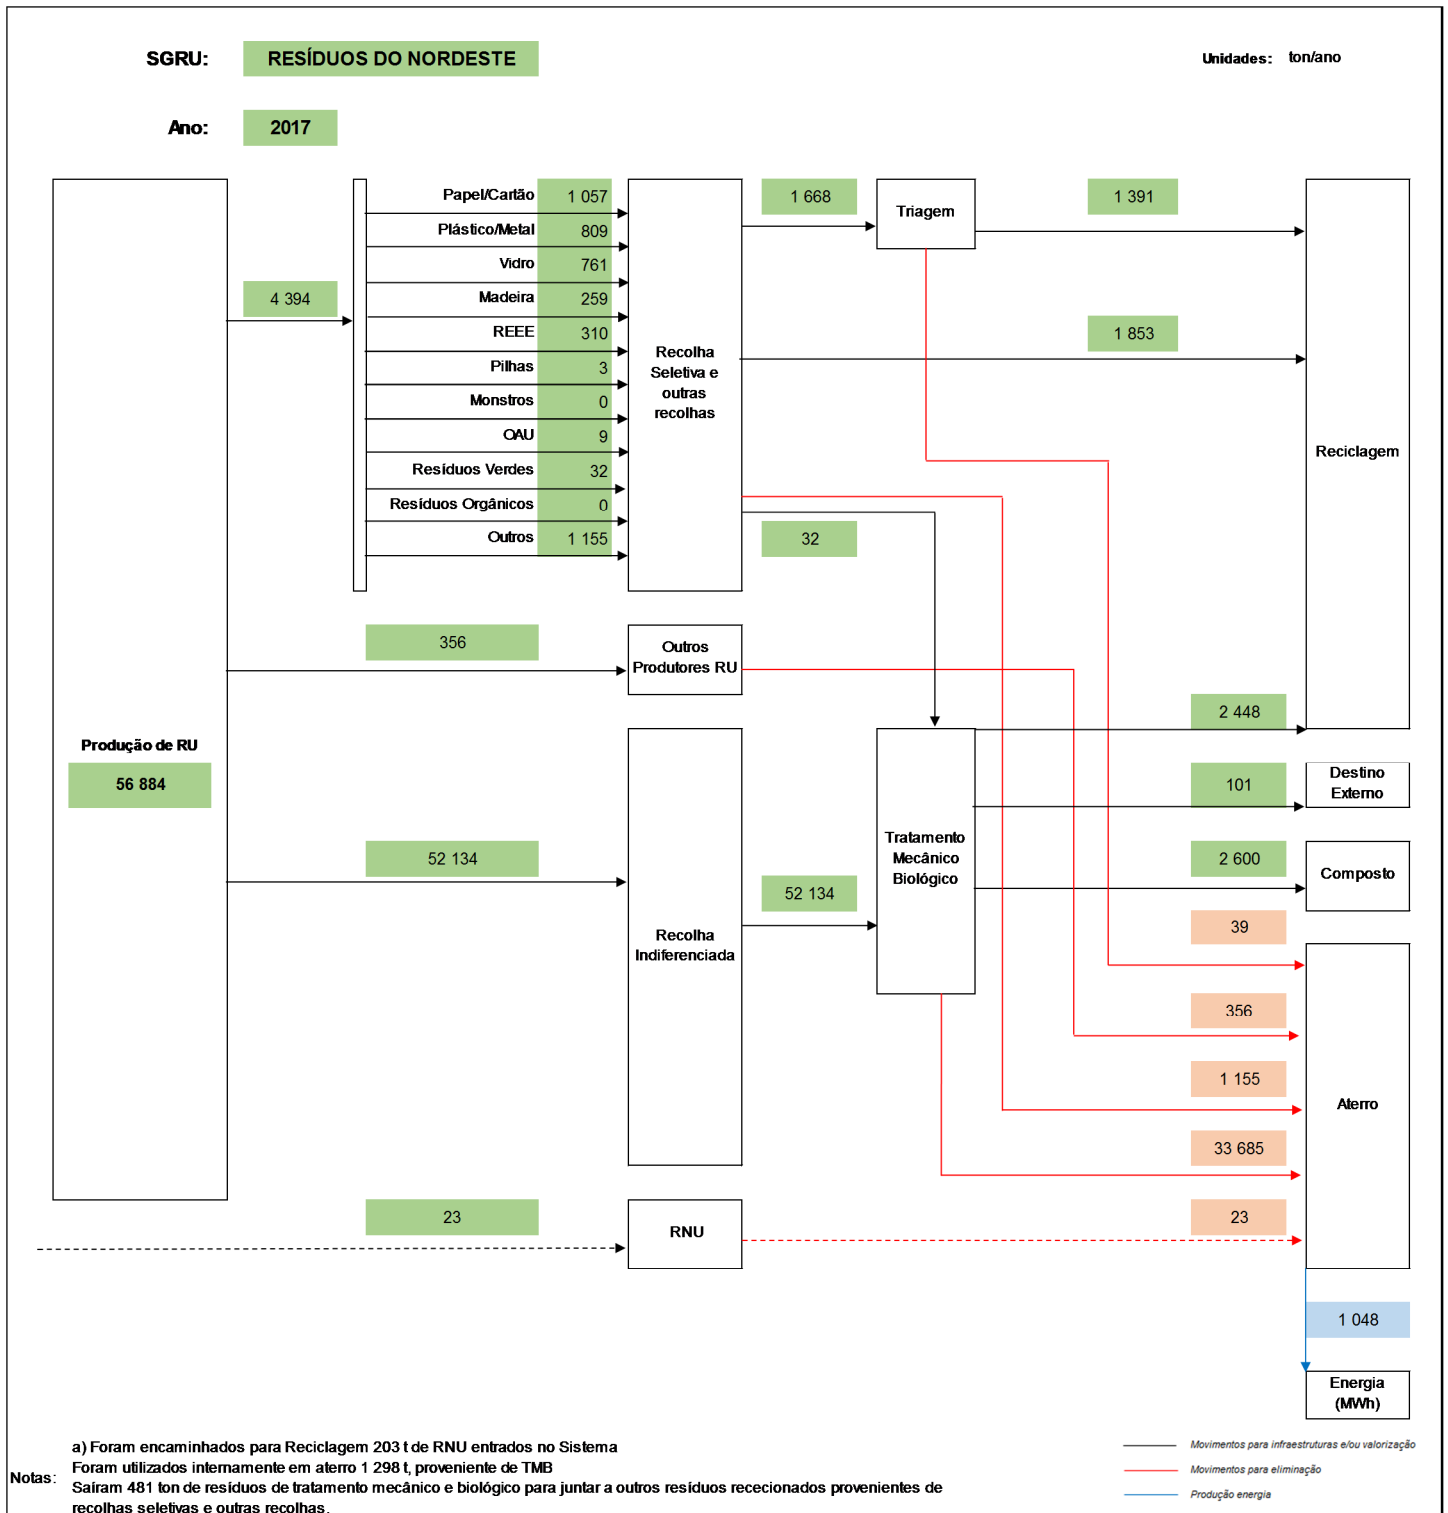 SGRU: RESÍDUOS DO NORDESTE
Unidades: ton/ano
Ano: 2017
Papel/Cartão 1 057
Plástico/Metal 809
Vidro 761
Madeira 259
REEE 310
Pilhas 3
Monstros 0
OAU 9
Resíduos Verdes 32
Resíduos Orgânicos 0
Outros 1 155
4 394
Recolha
Seletiva e
outras
recolhas
1 668
Triagem
1 391
1 853
Reciclagem
32
356
Outros
Produtores RU
2 448
Produção de RU
56 884
101
Destino
Externo
52 134
Tratamento
Mecânico
Biológico
2 600
Composto
52 134
Recolha
Indiferenciada
39
356
1 155
Aterro
33 685
23
RNU
23
1 048
Energia
(MWh)
Notas:
a) Foram encaminhados para Reciclagem 203 t de RNU entrados no Sistema
Foram utilizados internamente em aterro 1 298 t, proveniente de TMB
Saíram 481 ton de resíduos de tratamento mecânico e biológico para juntar a outros resíduos rececionados provenientes de
recolhas seletivas e outras recolhas.
Movimentos para infraestruturas e/ou valorização
Movimentos para eliminação
Produção energia